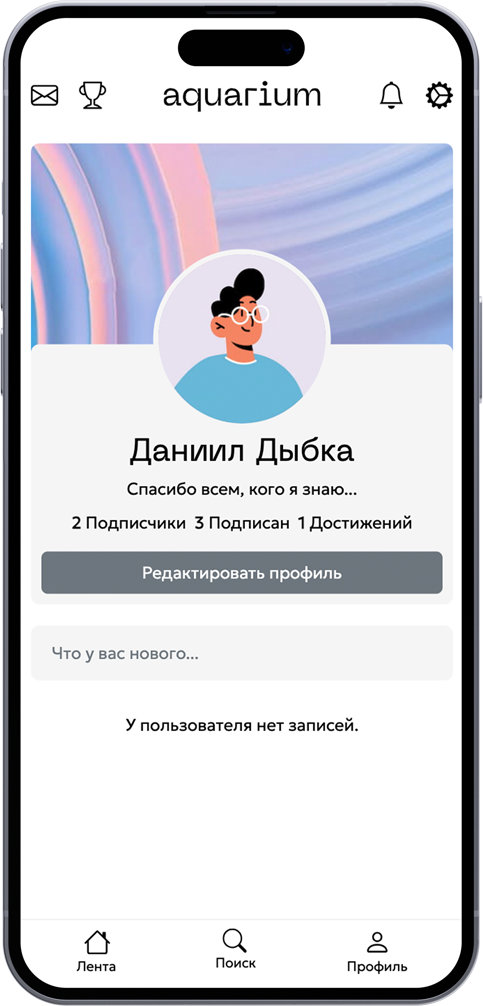 aquarium
Даниил Дыбка
Спасибо всем, кого я знаю...
2 Подписчики 3 Подписан 1 Достижений
Редактировать профиль
Что у вас нового...
У пользователя нет записей.
Лента Поиск Профиль